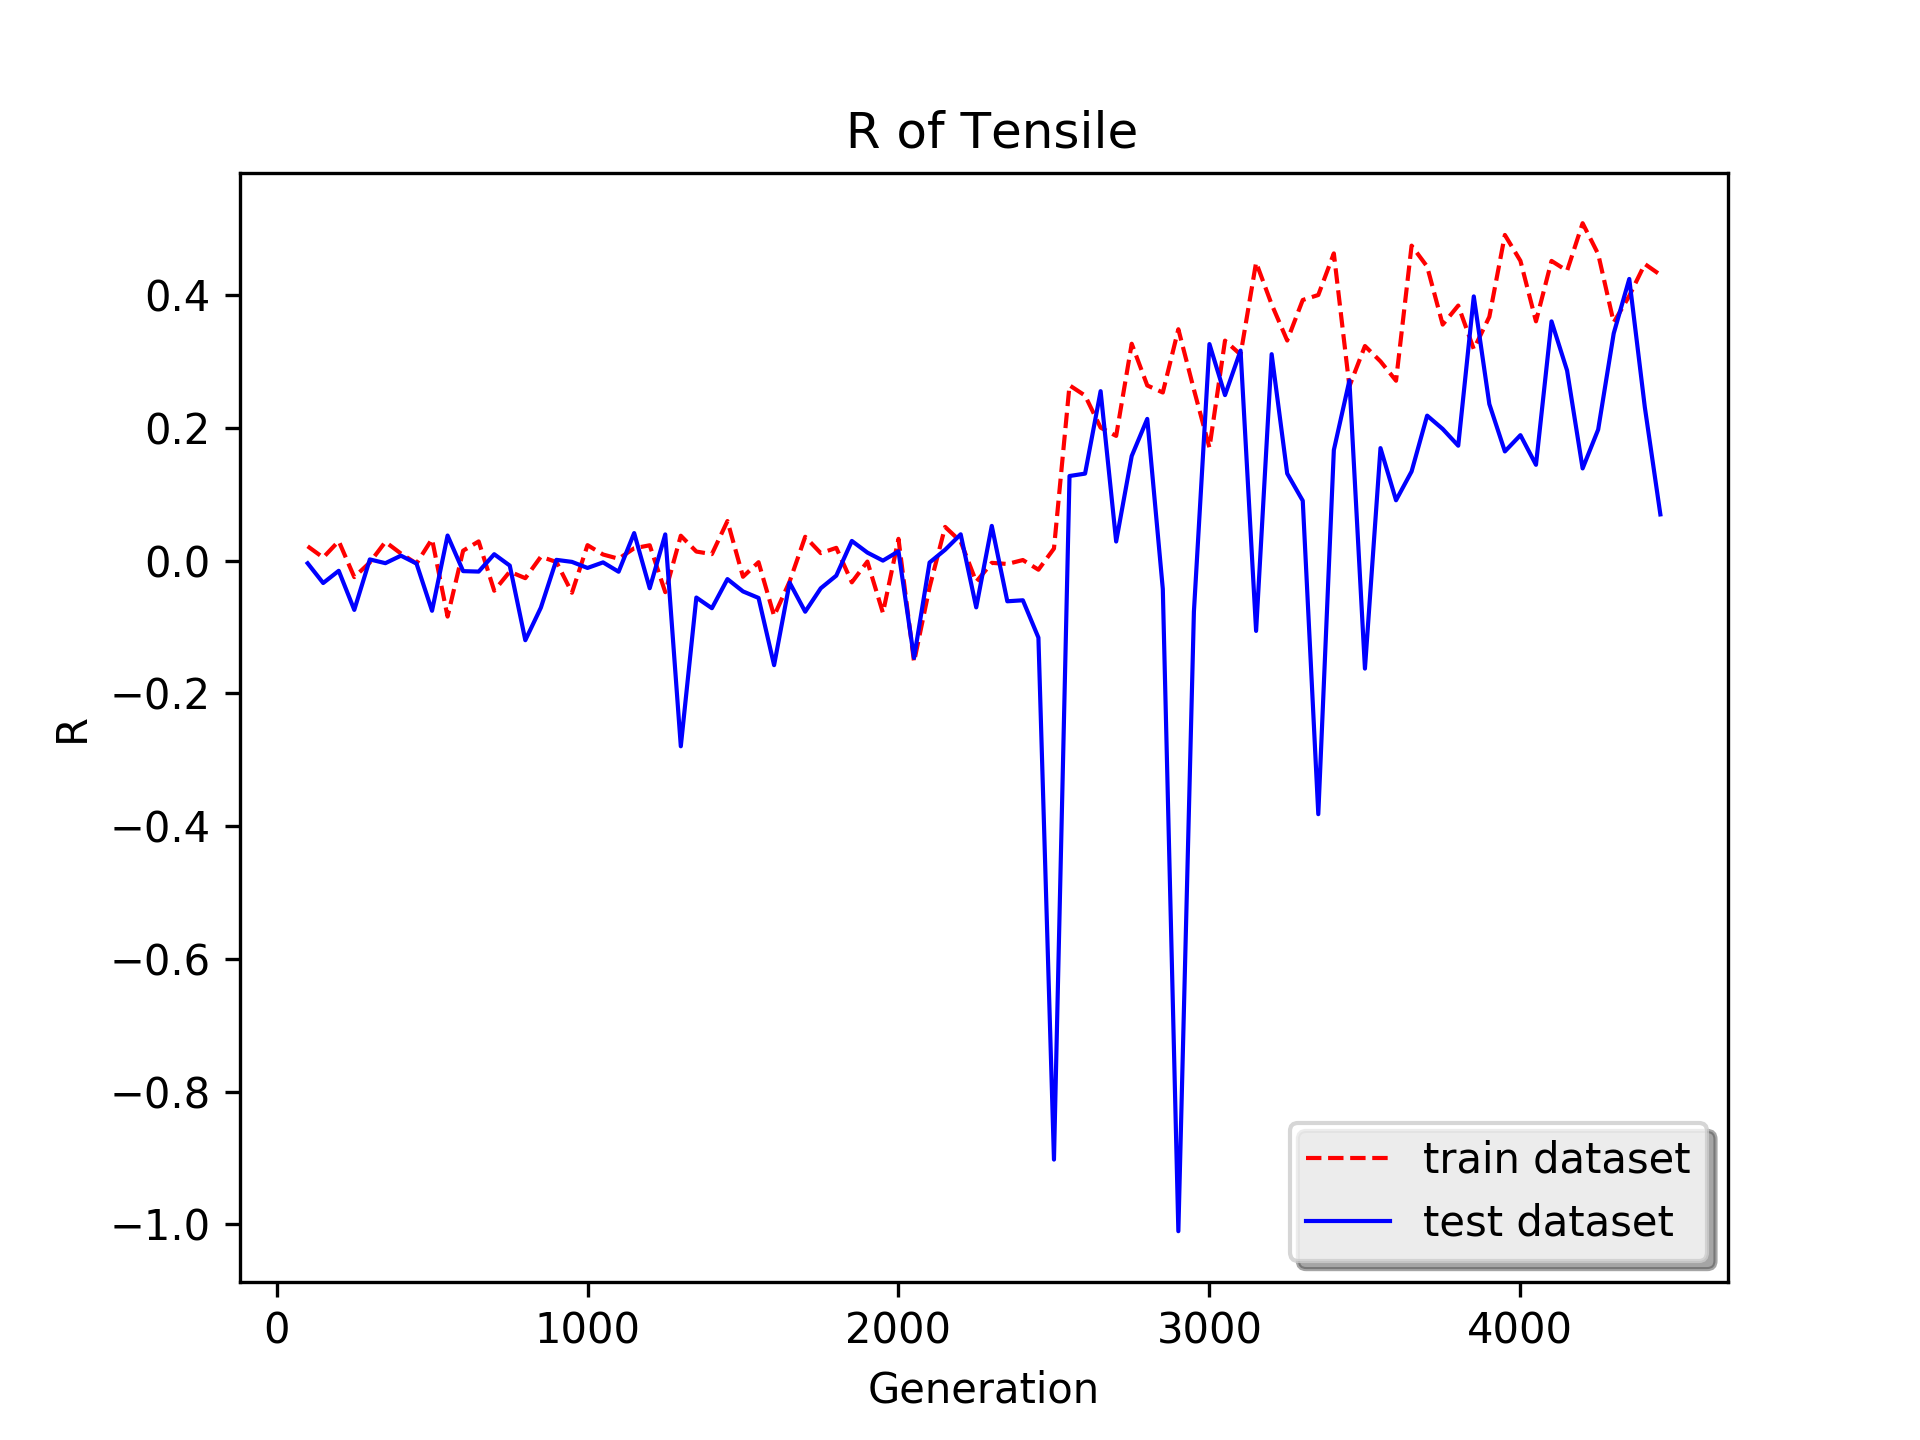 R of Tensile
R
0.4
0.2
0.0
−0.2
−0.4
−0.6
−0.8
−1.0
train dataset
test dataset
0 1000 2000 3000 4000
Generation